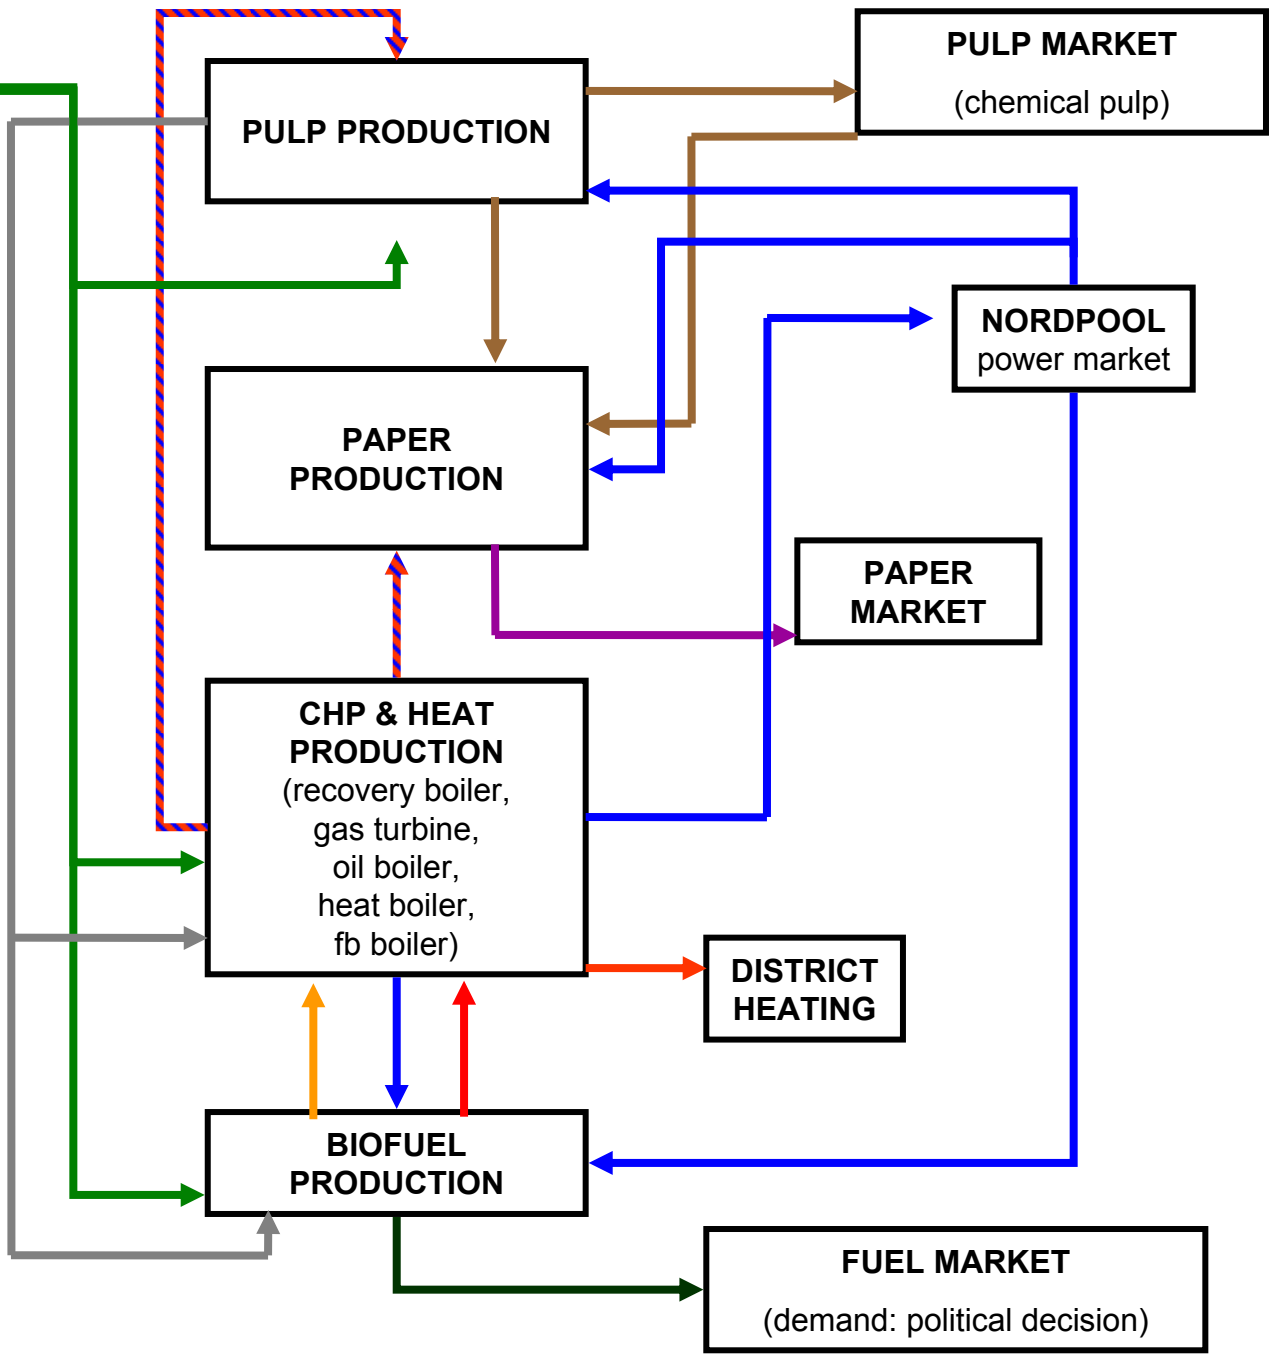 PULP MARKET
(chemical pulp)
PULP PRODUCTION
NORDPOOL
power market
PAPER
PRODUCTION
PAPER
MARKET
CHP & HEAT
PRODUCTION
(recovery boiler,
gas turbine,
oil boiler,
heat boiler,
fb boiler)
DISTRICT
HEATING
BIOFUEL
PRODUCTION
FUEL MARKET
(demand: political decision)